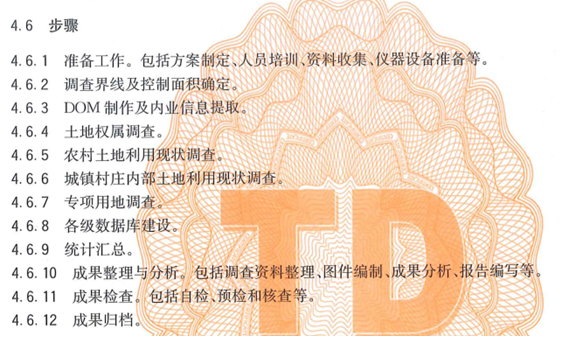 4.6 步骤
4.6.1 准备工作。包括方案制定、人员培训、资料收集、仪器设备准备等。
4.6.2 调查界线及控制面积确定。
4.6.3 DOM 制作及内业信息提取。
4.6.4 土地权属调查。
4.6.5 农村土地利用现状调查。
4.6.6 城镇村庄内部土地利用现状调查。
4.6.7 专项用地调查。
4.6.8 各级数据库建设。
4.6.9 统计汇总。
4.6.10 成果整理与分析。包括调查资料整理、图件编制、成果分析、报告编写等。
4.6.11 成果检查。包括自检、预检和核查等。
4.6.12 成果归档。
TD